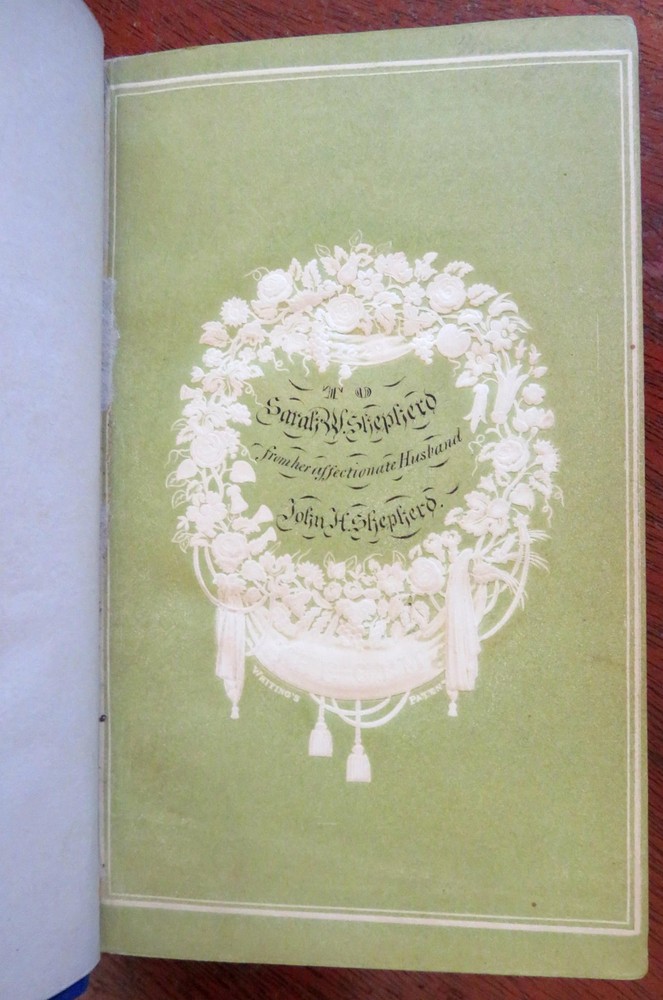 TO
Sarah W. Shepherd
from her affectionate Husband
John H. Shepherd.
WHITING'S PATENT